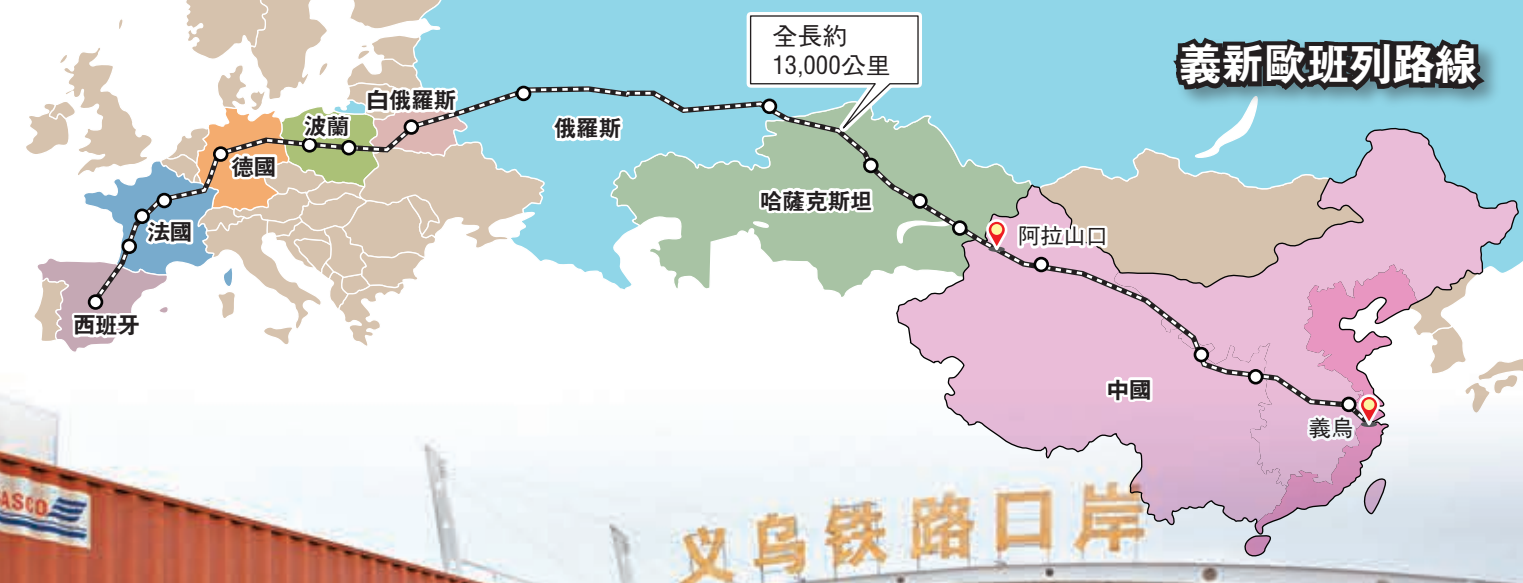 義新歐班列路線
全長約
13,000公里
白俄羅斯
波蘭
俄羅斯
德國
哈薩克斯坦
法國
阿拉山口
西班牙
中國
義烏
ASCO
义乌铁路口岸